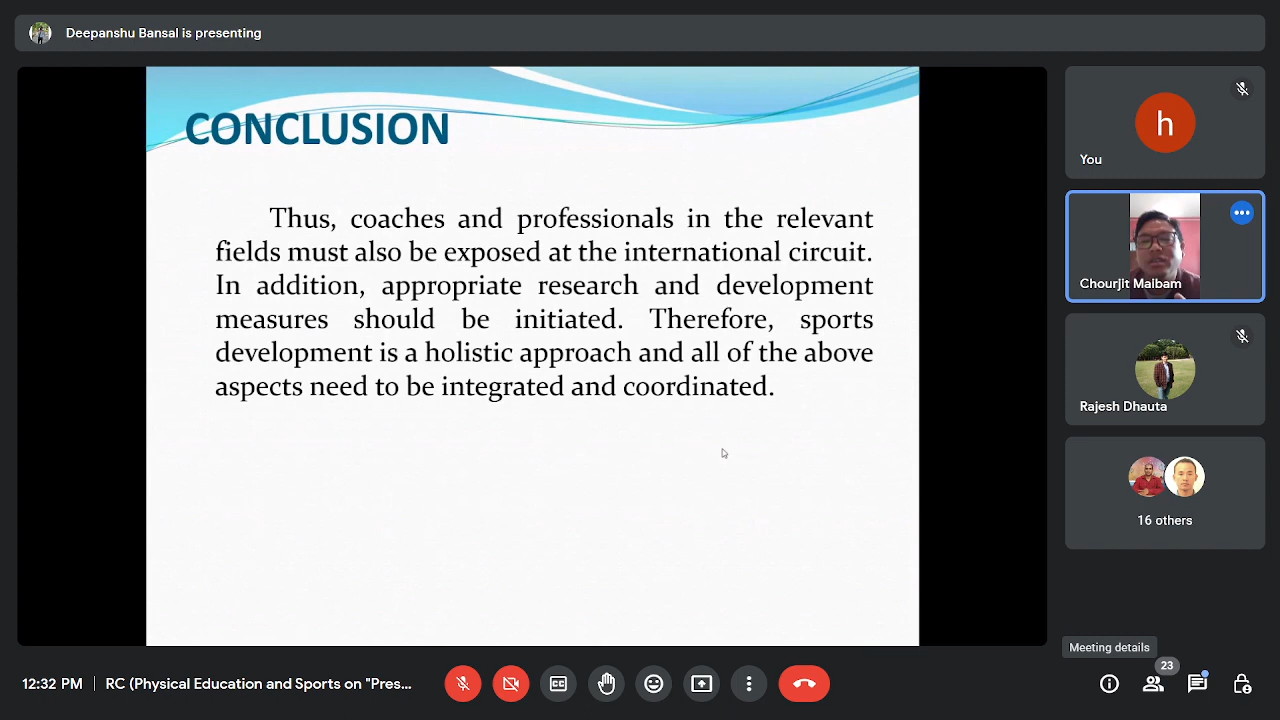 Deepanshu Bansal is presenting
CONCLUSION
Thus, coaches and professionals in the relevant
fields must also be exposed at the international circuit.
In addition, appropriate research and development
measures should be initiated. Therefore, sports
development is a holistic approach and all of the above
aspects need to be integrated and coordinated.
h
You
Chourjit Maibam
Rajesh Dhauta
16 others
Meeting details
12:32 PM | RC (Physical Education and Sports on "Pres...
CC
23